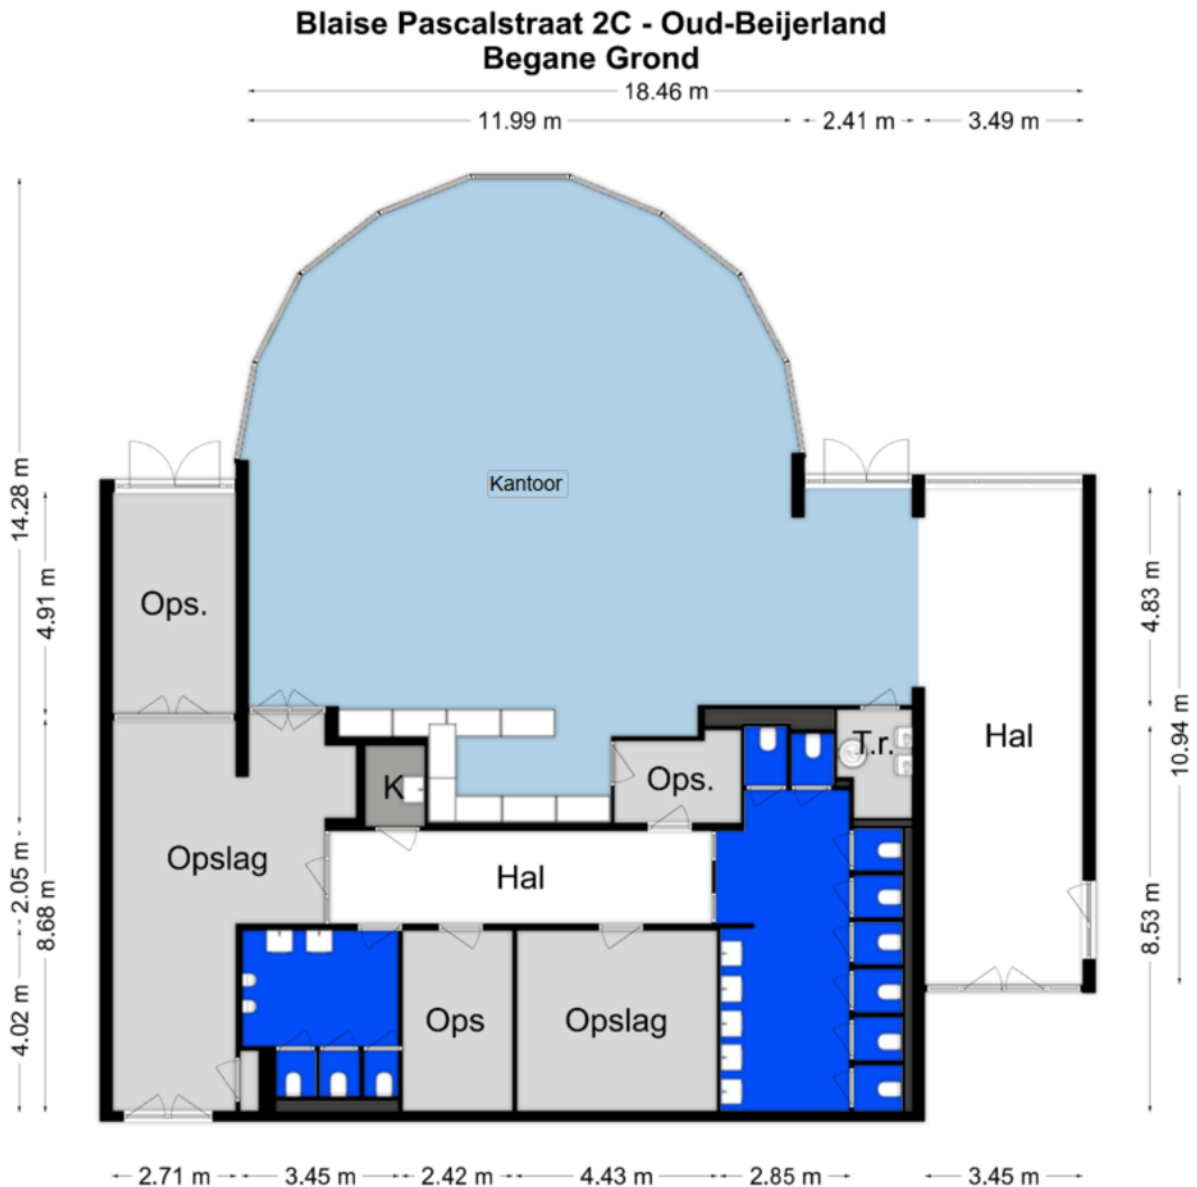 Blaise Pascalstraat 2C - Oud-Beijerland
Begane Grond
18.46 m
11.99 m
2.41 m
3.49 m
14.28 m
4.91 m
2.05 m
8.68 m
4.02 m
Kantoor
Ops.
4.83 m
10.94 m
8.53 m
Hal
T.r.
K
Ops.
Opslag
Hal
Ops
Opslag
2.71 m
3.45 m
2.42 m
4.43 m
2.85 m
3.45 m